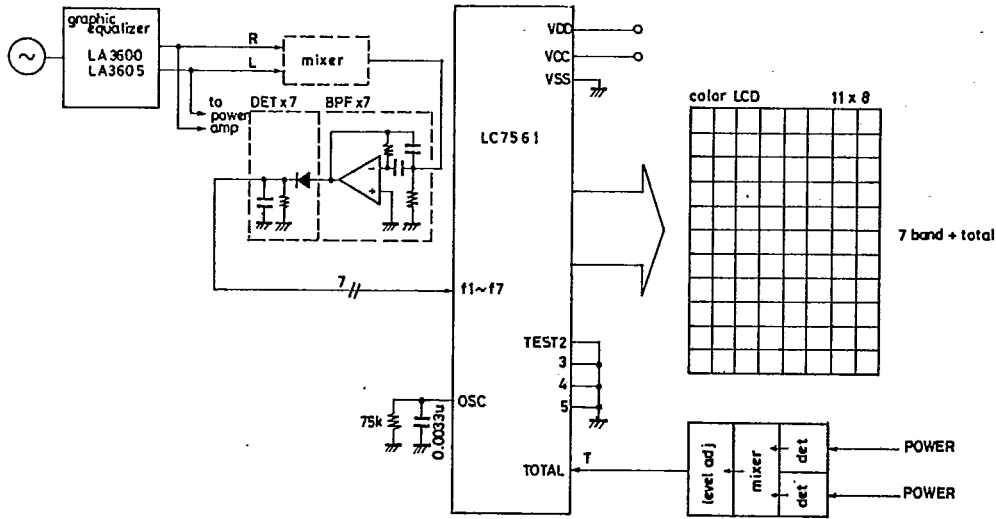 graphic
equalizer
LA3600
LA3605
R
L
mixer
to
power
amp
DET x 7
BPF x 7
-
+
7
f1~f7
OSC
75k
0.0033u
LC7561
VDD
VCC
VSS
TEST2
3
4
5
TOTAL
T
color LCD
11 x 8
7 band + total
level adj
mixer
det
det
POWER
POWER